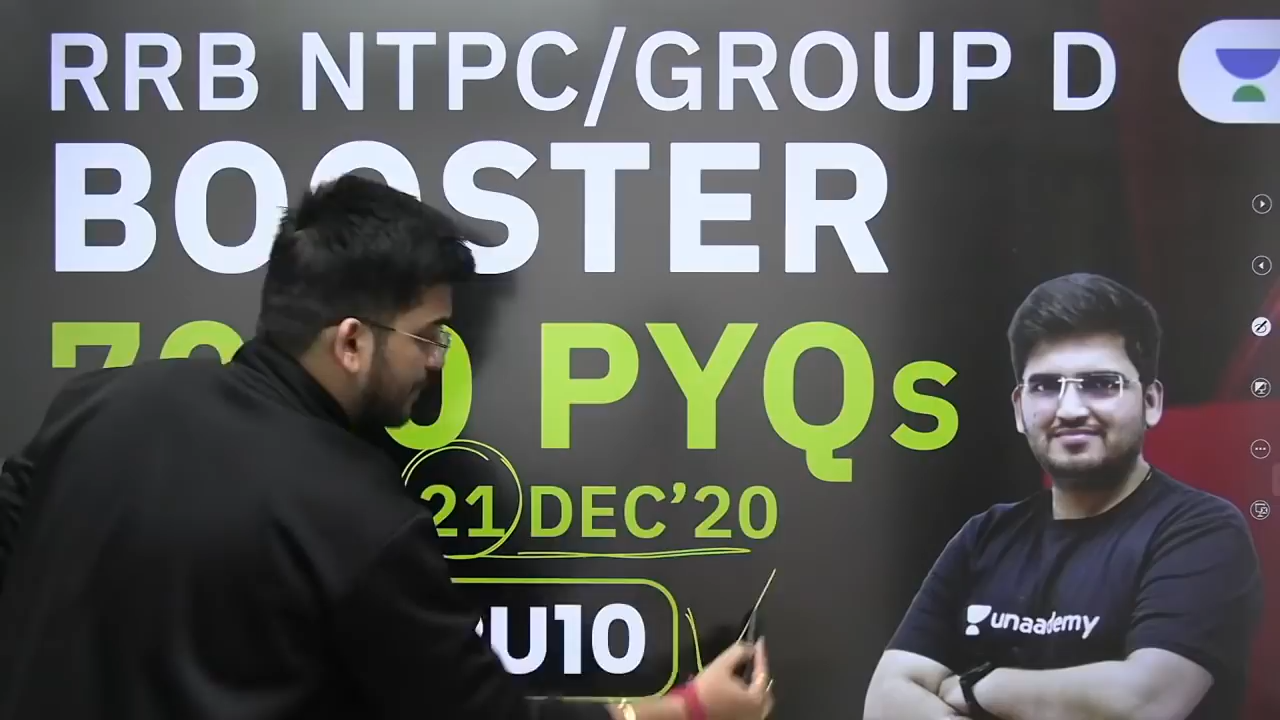 RRB NTPC/GROUP D
BOOSTER
PYQs
21 DEC'20
U10
unacademy